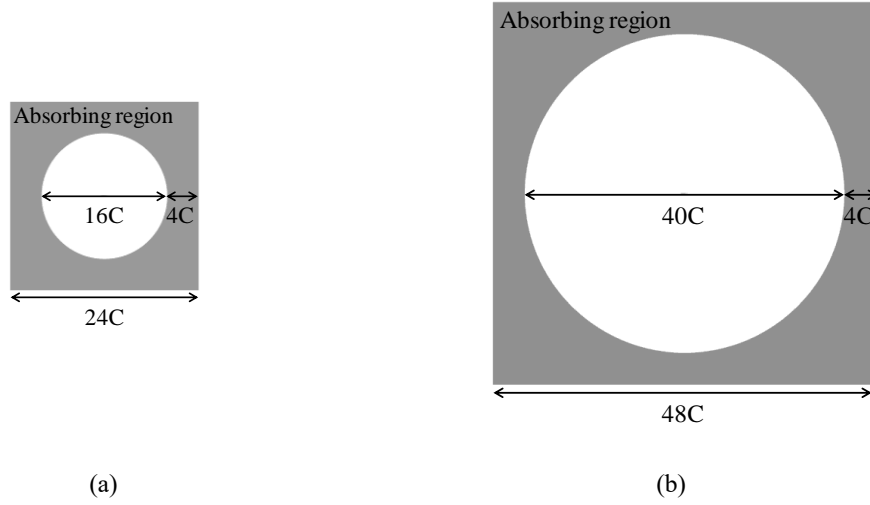 Absorbing region
16C
4C
24C
(a)
Absorbing region
40C
4C
48C
(b)